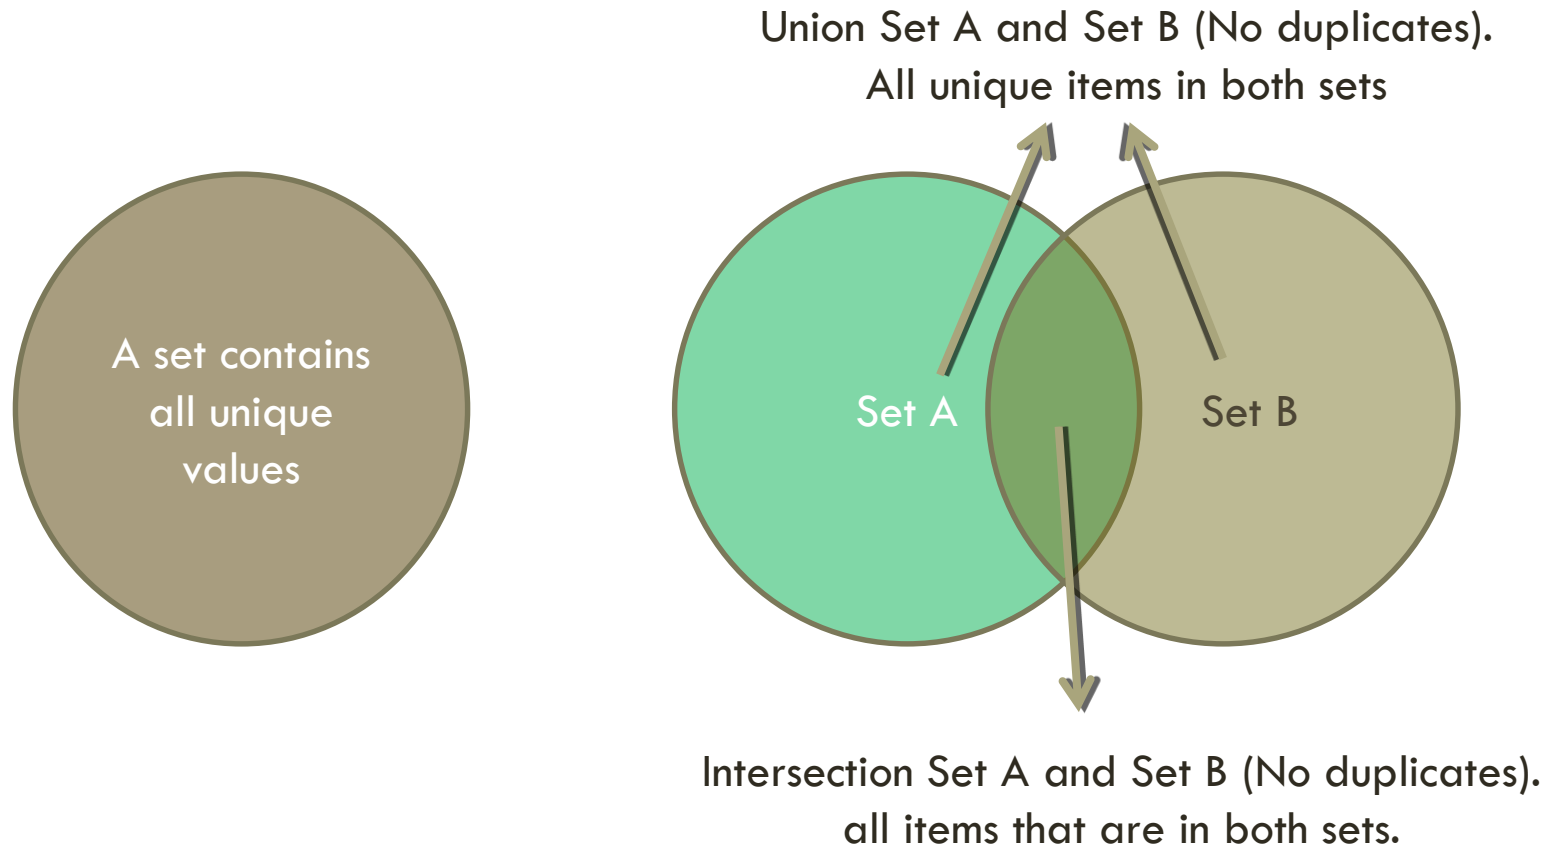 Union Set A and Set B (No duplicates).
All unique items in both sets
A set contains
all unique
values
Set A
Set B
Intersection Set A and Set B (No duplicates).
all items that are in both sets.